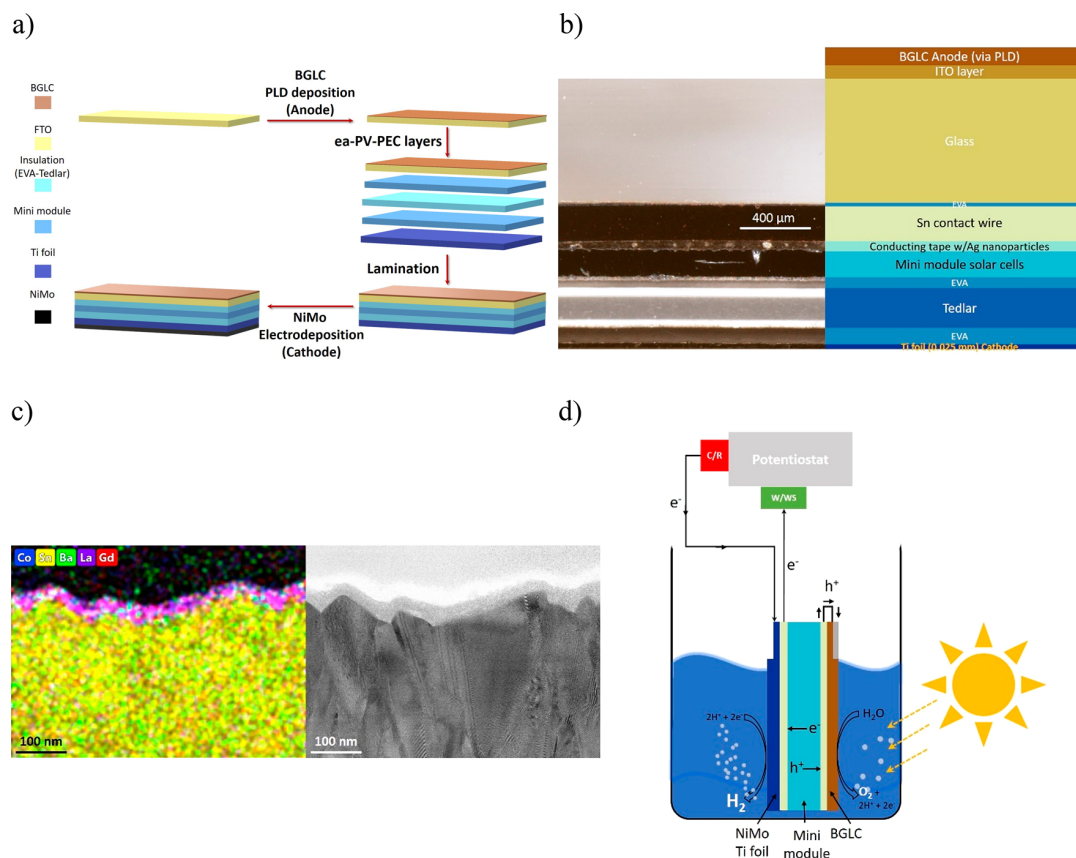 a)
BGLC
FTO
Insulation
(EVA-Tedlar)
Mini module
Ti foil
NiMo
BGLC
PLD deposition
(Anode)
ea-PV-PEC layers
Lamination
NiMo
Electrodeposition
(Cathode)
b)
400 μm
BGLC Anode (via PLD)
ITO layer
Glass
EVA
Sn contact wire
Conducting tape w/Ag nanoparticles
Mini module solar cells
EVA
Tedlar
EVA
Ti foil (0.025 mm) Cathode
c)
Co Sn Ba La Gd
100 nm
100 nm
d)
C/R
Potentiostat
W/WS
e⁻
e⁻
h⁺
2H⁺ + 2e⁻
H₂O
e⁻
h⁺
H₂
O₂ +
2H⁺ + 2e⁻
NiMo
Ti foil
Mini
module
BGLC